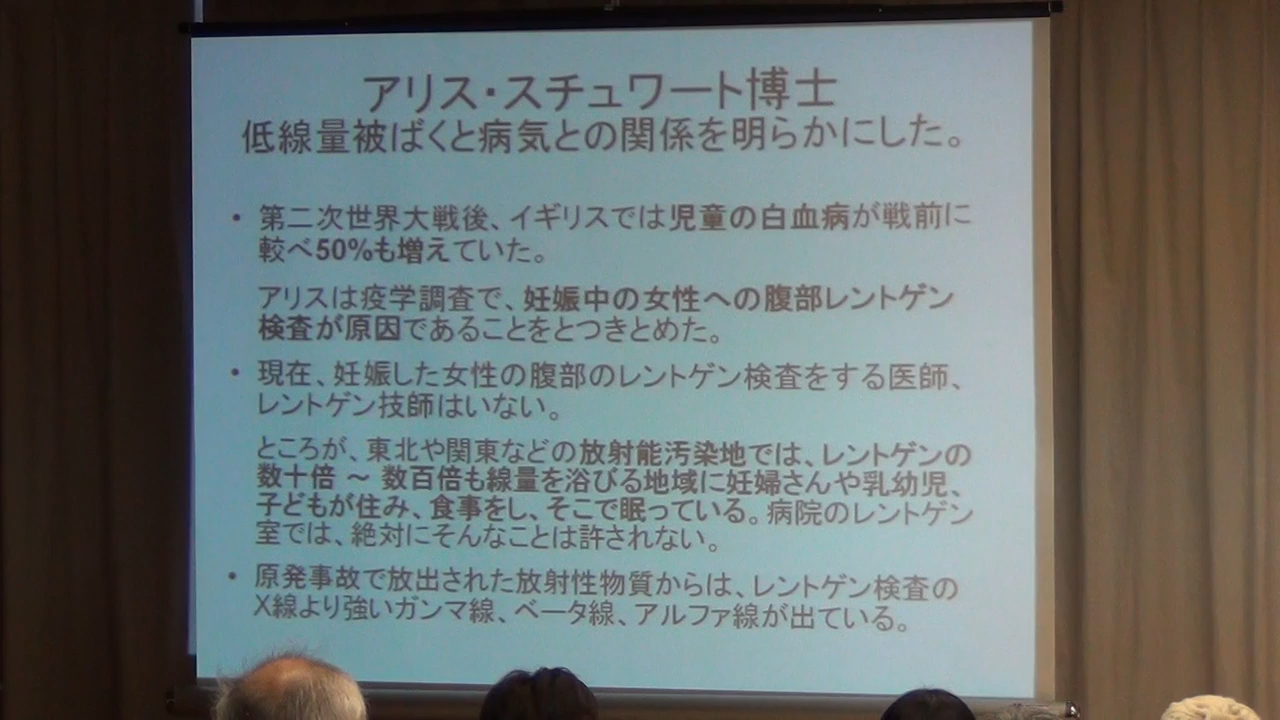 アリス・スチュワート博士
低線量被ばくと病気との関係を明らかにした。
• 第二次世界大戦後、イギリスでは児童の白血病が戦前に
較べ50%も増えていた。
アリスは疫学調査で、妊娠中の女性への腹部レントゲン
検査が原因であることをとつきとめた。
• 現在、妊娠した女性の腹部のレントゲン検査をする医師、
レントゲン技師はいない。
ところが、東北や関東などの放射能汚染地では、レントゲンの
数十倍 ～ 数百倍も線量を浴びる地域に妊婦さんや乳幼児、
子どもが住み、食事をし、そこで眠っている。病院のレントゲン
室では、絶対にそんなことは許されない。
• 原発事故で放出された放射性物質からは、レントゲン検査の
X線より強いガンマ線、ベータ線、アルファ線が出ている。